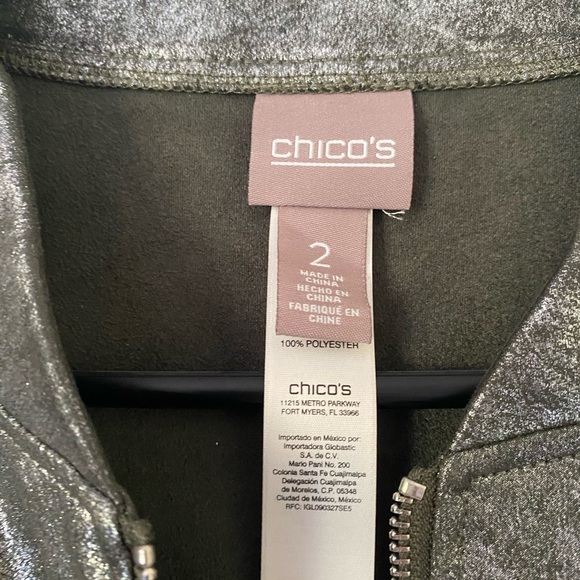 chico's
2
MADE IN
CHINA
HECHO EN
CHINA
FABRIQUÉ EN
CHINE
100% POLYESTER
chico's
11215 METRO PARKWAY
FORT MYERS, FL 33966
Importado en México por:
Importadora Globastic
S.A. de C.V.
Mario Pani No. 200
Colonia Santa Fe Cuajimalpa
Delegación Cuajimalpa
de Morelos, C.P. 05348
Ciudad de México, México
RFC: IGL090327SE5